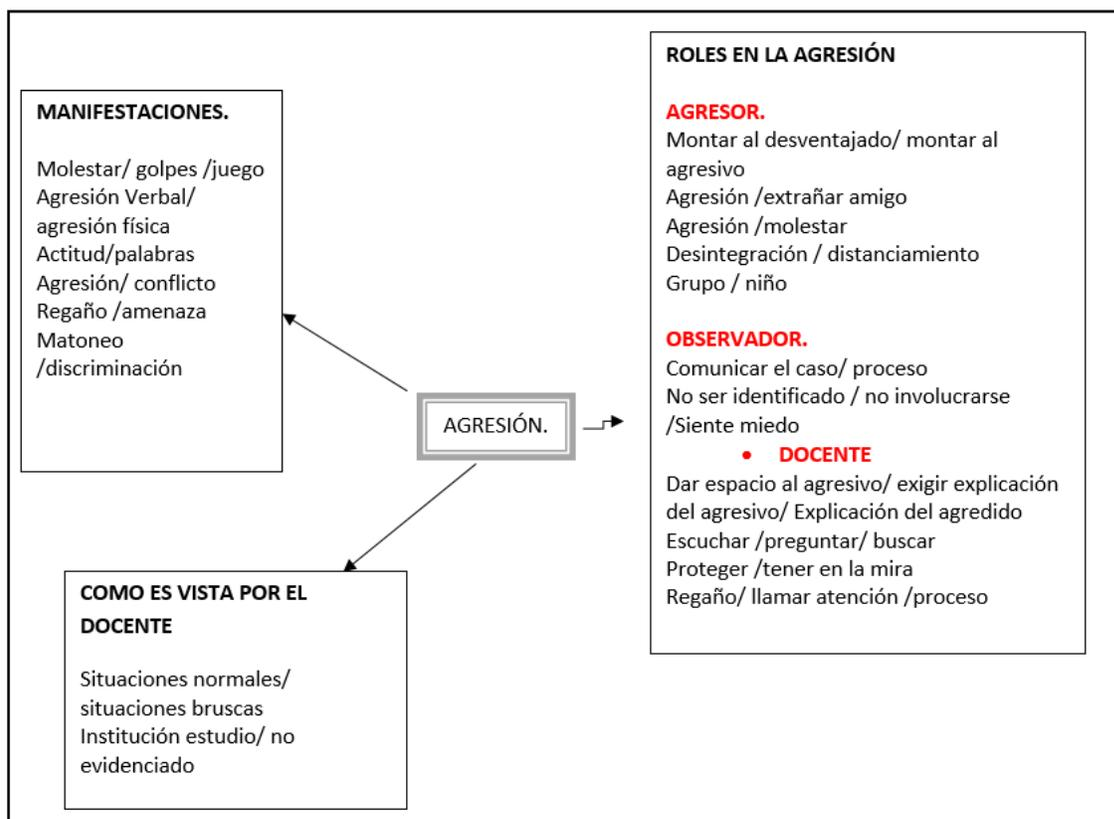 MANIFESTACIONES.
Molestar/ golpes /juego
Agresión Verbal/
agresión física
Actitud/palabras
Agresión/ conflicto
Regaño /amenaza
Matoneo
/discriminación
ROLES EN LA AGRESIÓN
AGRESOR.
Montar al desventajado/ montar al
agresivo
Agresión /extrañar amigo
Agresión /molestar
Desintegración / distanciamiento
Grupo / niño
OBSERVADOR.
Comunicar el caso/ proceso
No ser identificado / no involucrarse
/Siente miedo
• DOCENTE
Dar espacio al agresivo/ exigir explicación
del agresivo/ Explicación del agredido
Escuchar /preguntar/ buscar
Proteger /tener en la mira
Regaño/ llamar atención /proceso
AGRESIÓN.
COMO ES VISTA POR EL
DOCENTE
Situaciones normales/
situaciones bruscas
Institución estudio/ no
evidenciado